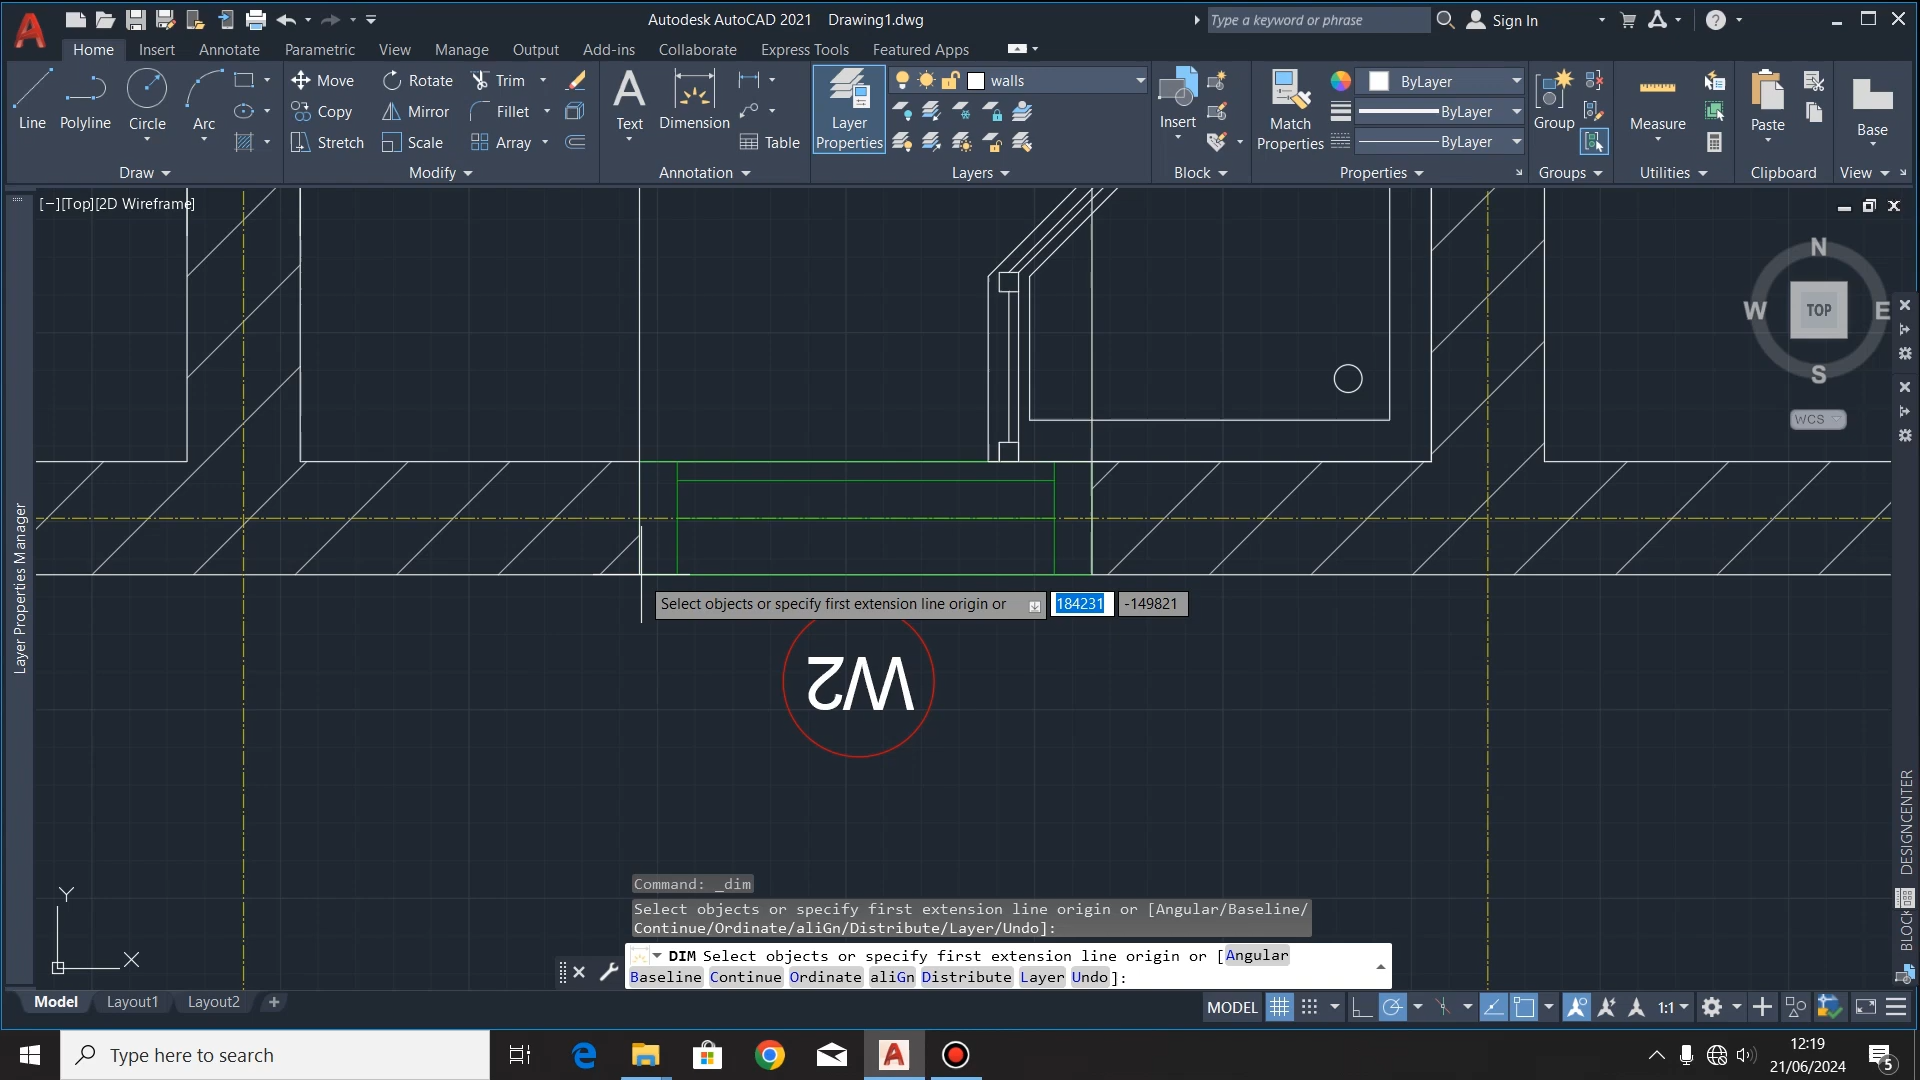 Autodesk AutoCAD 2021 Drawing1.dwg
Type a keyword or phrase
Sign In
Home Insert Annotate Parametric View Manage Output Add-ins Collaborate Express Tools Featured Apps
Line Polyline Circle Arc
Draw
Move Rotate Trim
Copy Mirror Fillet
Stretch Scale Array
Modify
Text Dimension
Table
Annotation
Layer Properties
walls
Layers
Insert
Block
Match Properties
ByLayer
ByLayer
ByLayer
Properties
Group
Groups
Measure
Utilities
Paste
Clipboard
Base
View
[−][Top][2D Wireframe]
N
W TOP E
S
WCS
Layer Properties Manager
Select objects or specify first extension line origin or 184231 -149821
W2
DESIGNCENTER
BLOCK
Y
X
Command: _dim
Select objects or specify first extension line origin or [Angular/Baseline/
Continue/Ordinate/aliGn/Distribute/Layer/Undo]:
DIM Select objects or specify first extension line origin or [Angular
Baseline Continue Ordinate aliGn Distribute Layer Undo]:
Model Layout1 Layout2
MODEL 1:1
Type here to search
12:19
21/06/2024
5